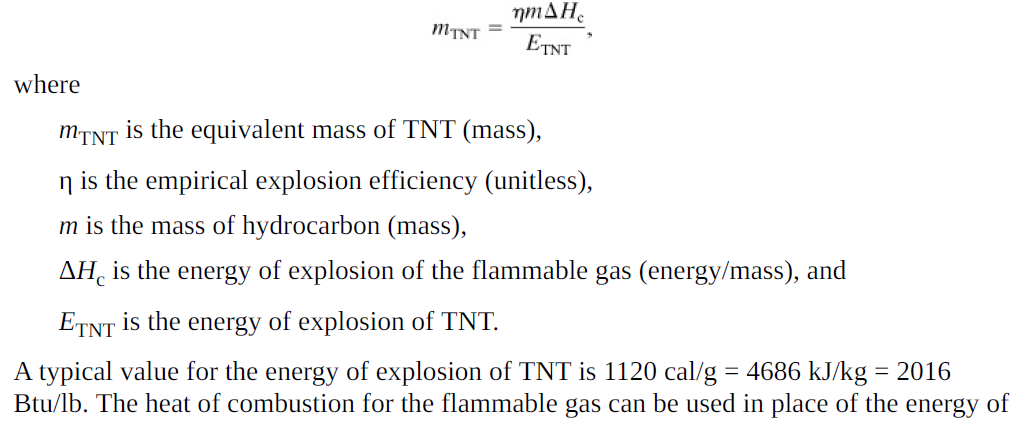 m_TNT = ηmΔH_c / E_TNT,
where
m_TNT is the equivalent mass of TNT (mass),
η is the empirical explosion efficiency (unitless),
m is the mass of hydrocarbon (mass),
ΔH_c is the energy of explosion of the flammable gas (energy/mass), and
E_TNT is the energy of explosion of TNT.
A typical value for the energy of explosion of TNT is 1120 cal/g = 4686 kJ/kg = 2016
Btu/lb. The heat of combustion for the flammable gas can be used in place of the energy of